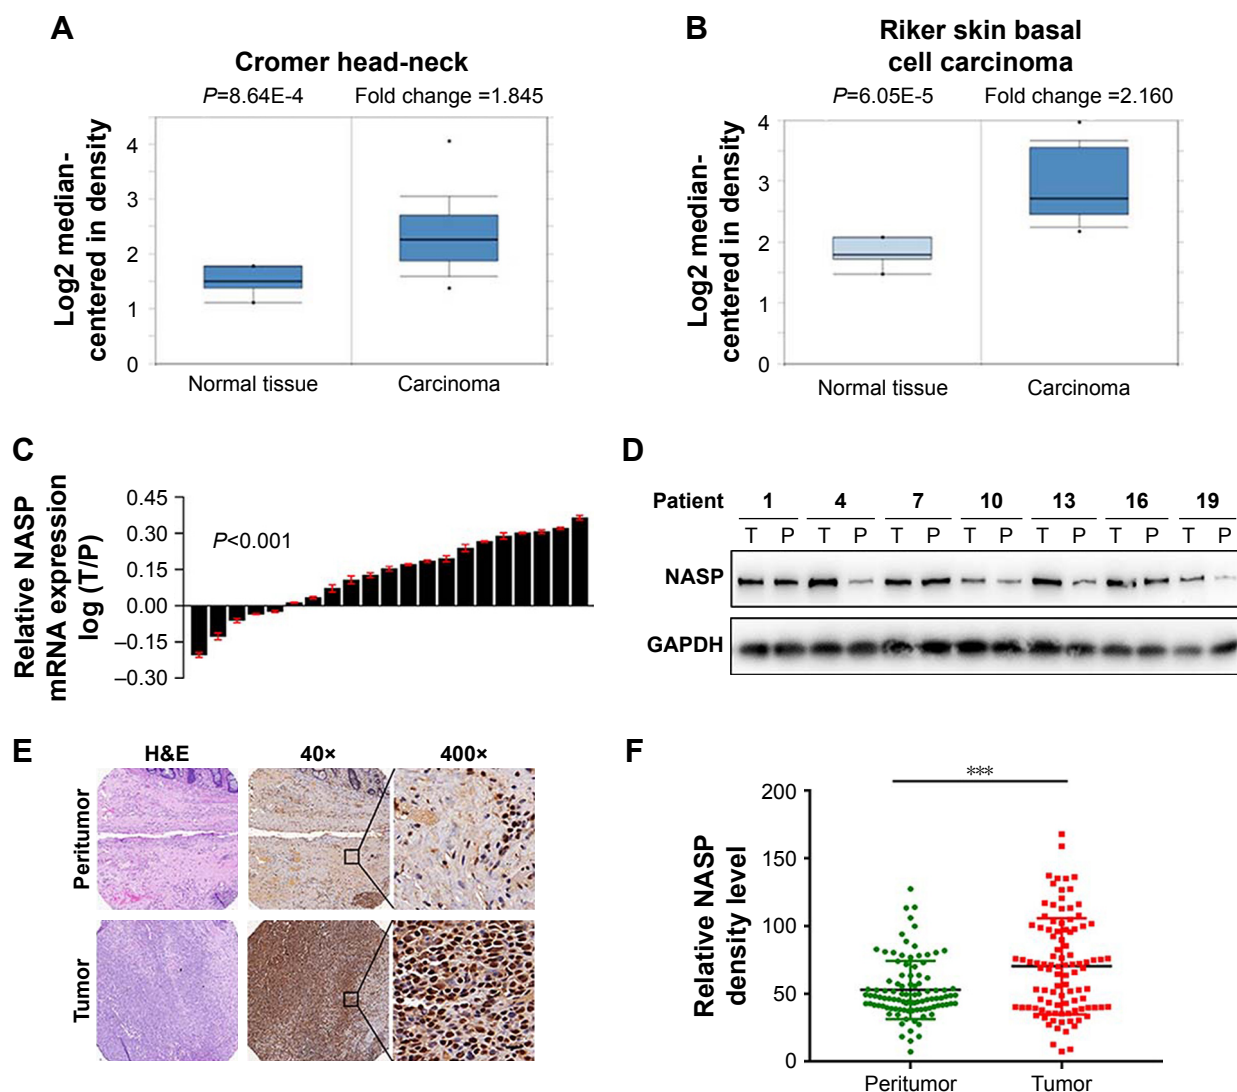 A
Cromer head-neck
P=8.64E-4 Fold change =1.845
Log2 median-
centered in density
4
3
2
1
0
Normal tissue Carcinoma
B
Riker skin basal
cell carcinoma
P=6.05E-5 Fold change =2.160
Log2 median-
centered in density
4
3
2
1
0
Normal tissue Carcinoma
C
Relative NASP
mRNA expression
log (T/P)
0.45
0.30
0.15
0.00
–0.15
–0.30
P<0.001
D
Patient 1 4 7 10 13 16 19
T P T P T P T P T P T P T P
NASP
GAPDH
E
H&E 40× 400×
Peritumor
Tumor
F
***
Relative NASP
density level
200
150
100
50
0
Peritumor Tumor